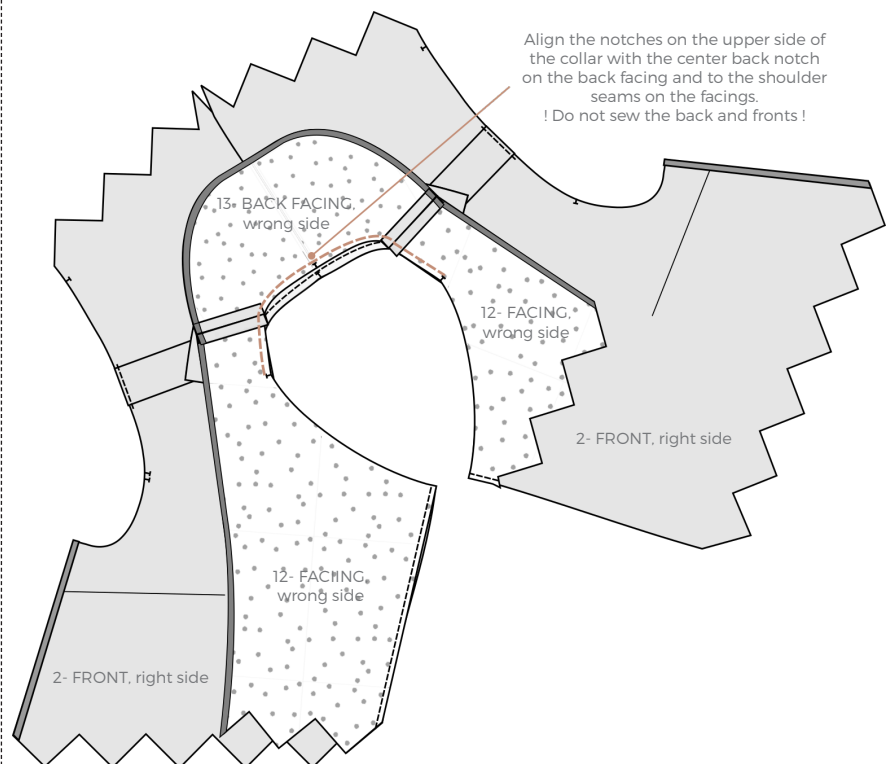 Align the notches on the upper side of
the collar with the center back notch
on the back facing and to the shoulder
seams on the facings.
! Do not sew the back and fronts !
13- BACK FACING,
wrong side
12- FACING,
wrong side
2- FRONT, right side
12- FACING,
wrong side
2- FRONT, right side